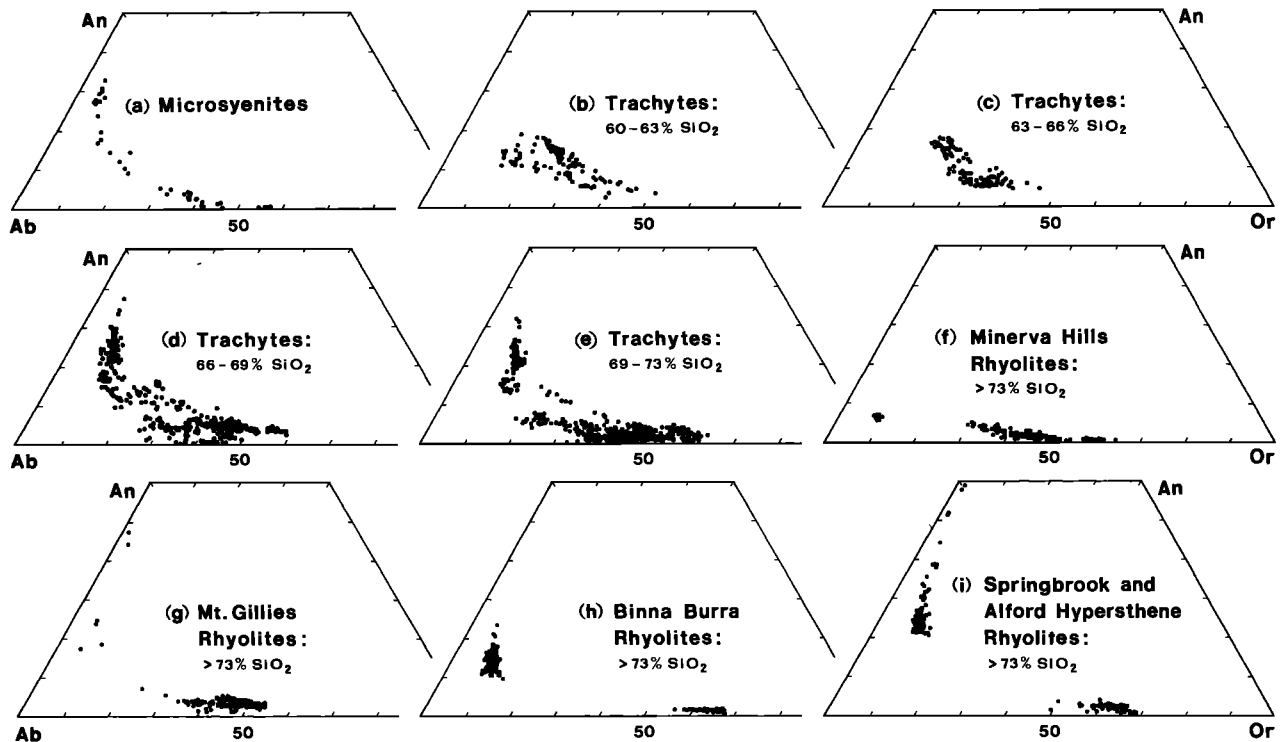 An
(a) Microsyenites
Ab
50
(b) Trachytes:
60-63% SiO₂
50
An
(c) Trachytes:
63-66% SiO₂
50
Or
An
(d) Trachytes:
66-69% SiO₂
Ab
50
(e) Trachytes:
69-73% SiO₂
50
An
(f) Minerva Hills
Rhyolites:
>73% SiO₂
50
Or
An
(g) Mt. Gillies
Rhyolites:
>73% SiO₂
Ab
50
(h) Binna Burra
Rhyolites:
>73% SiO₂
50
An
(i) Springbrook and
Alford Hypersthene
Rhyolites:
>73% SiO₂
50
Or